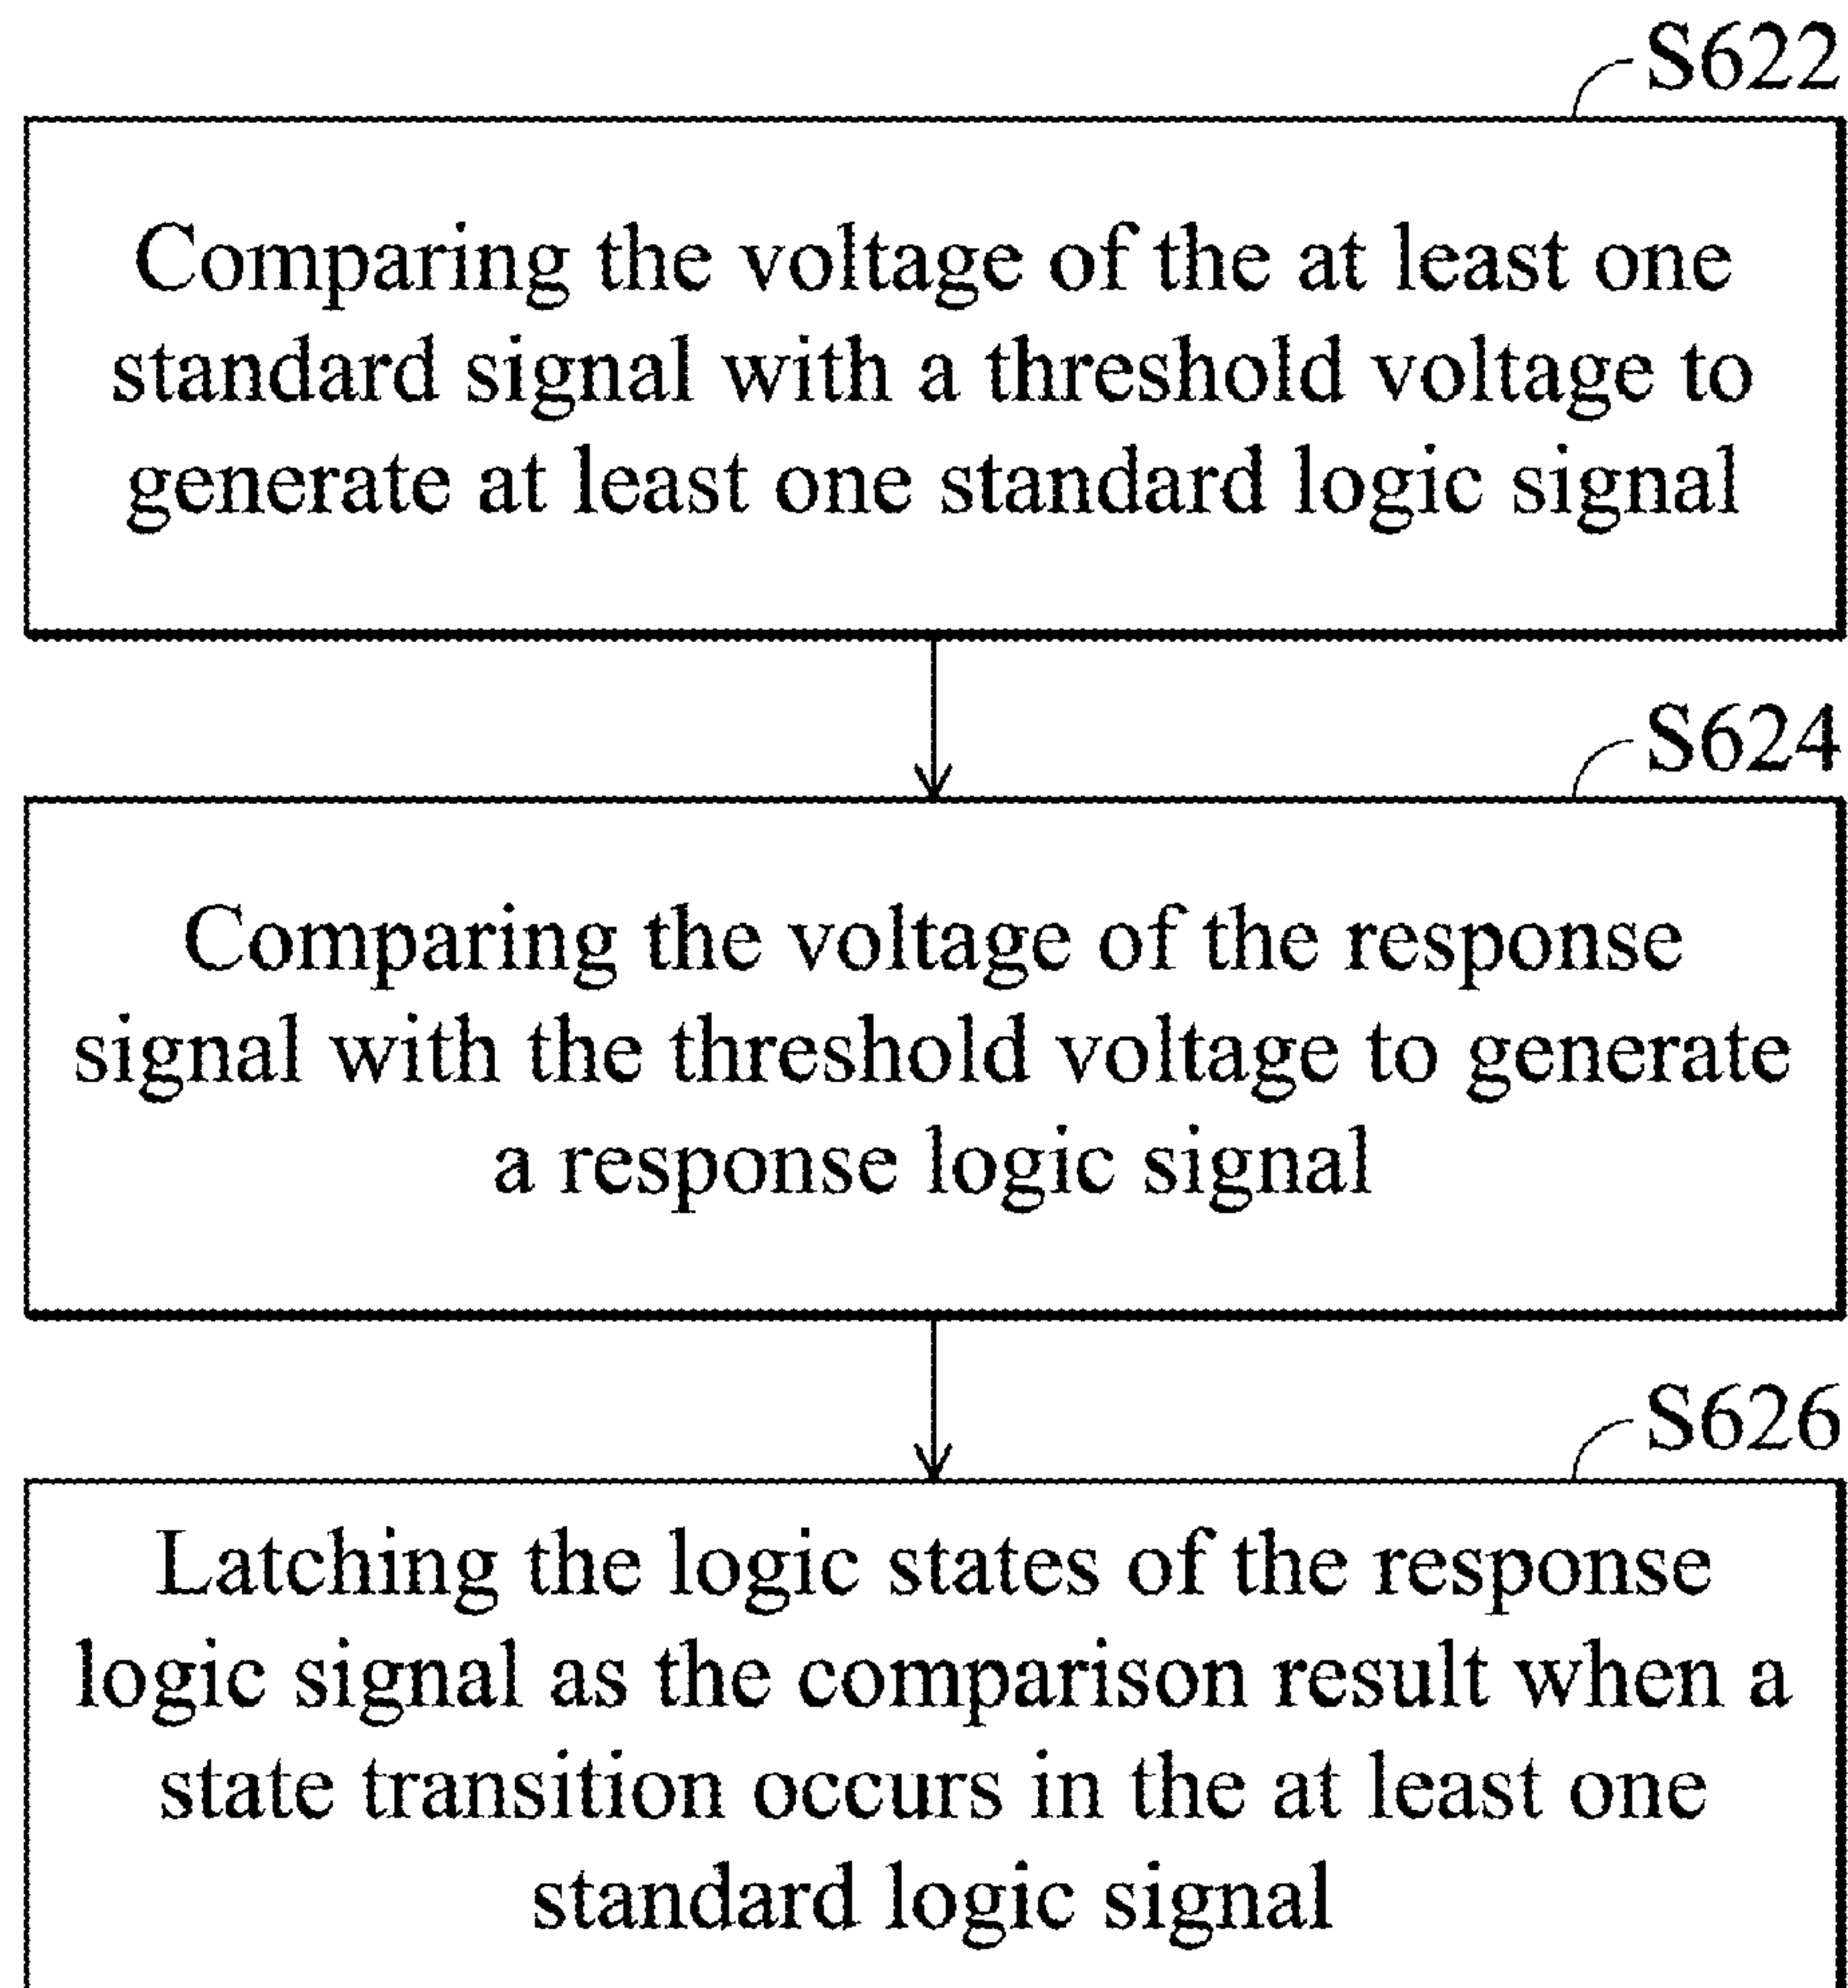 S622
Comparing the voltage of the at least one
standard signal with a threshold voltage to
generate at least one standard logic signal
S624
Comparing the voltage of the response
signal with the threshold voltage to generate
a response logic signal
S626
Latching the logic states of the response
logic signal as the comparison result when a
state transition occurs in the at least one
standard logic signal